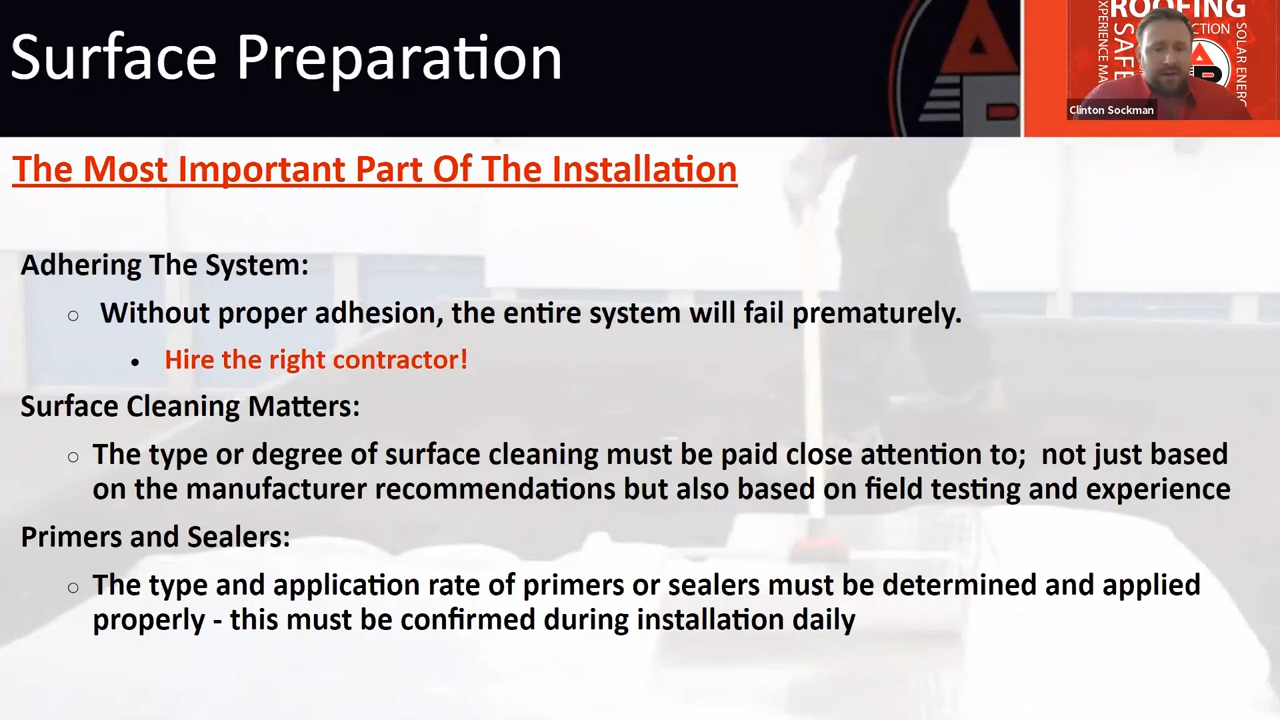 Surface Preparation
ROOFING
CTION
SAFE
SOLAR ENERG
Clinton Sockman
The Most Important Part Of The Installation
Adhering The System:
Without proper adhesion, the entire system will fail prematurely.
Hire the right contractor!
Surface Cleaning Matters:
The type or degree of surface cleaning must be paid close attention to;  not just based
on the manufacturer recommendations but also based on field testing and experience
Primers and Sealers:
The type and application rate of primers or sealers must be determined and applied
properly - this must be confirmed during installation daily